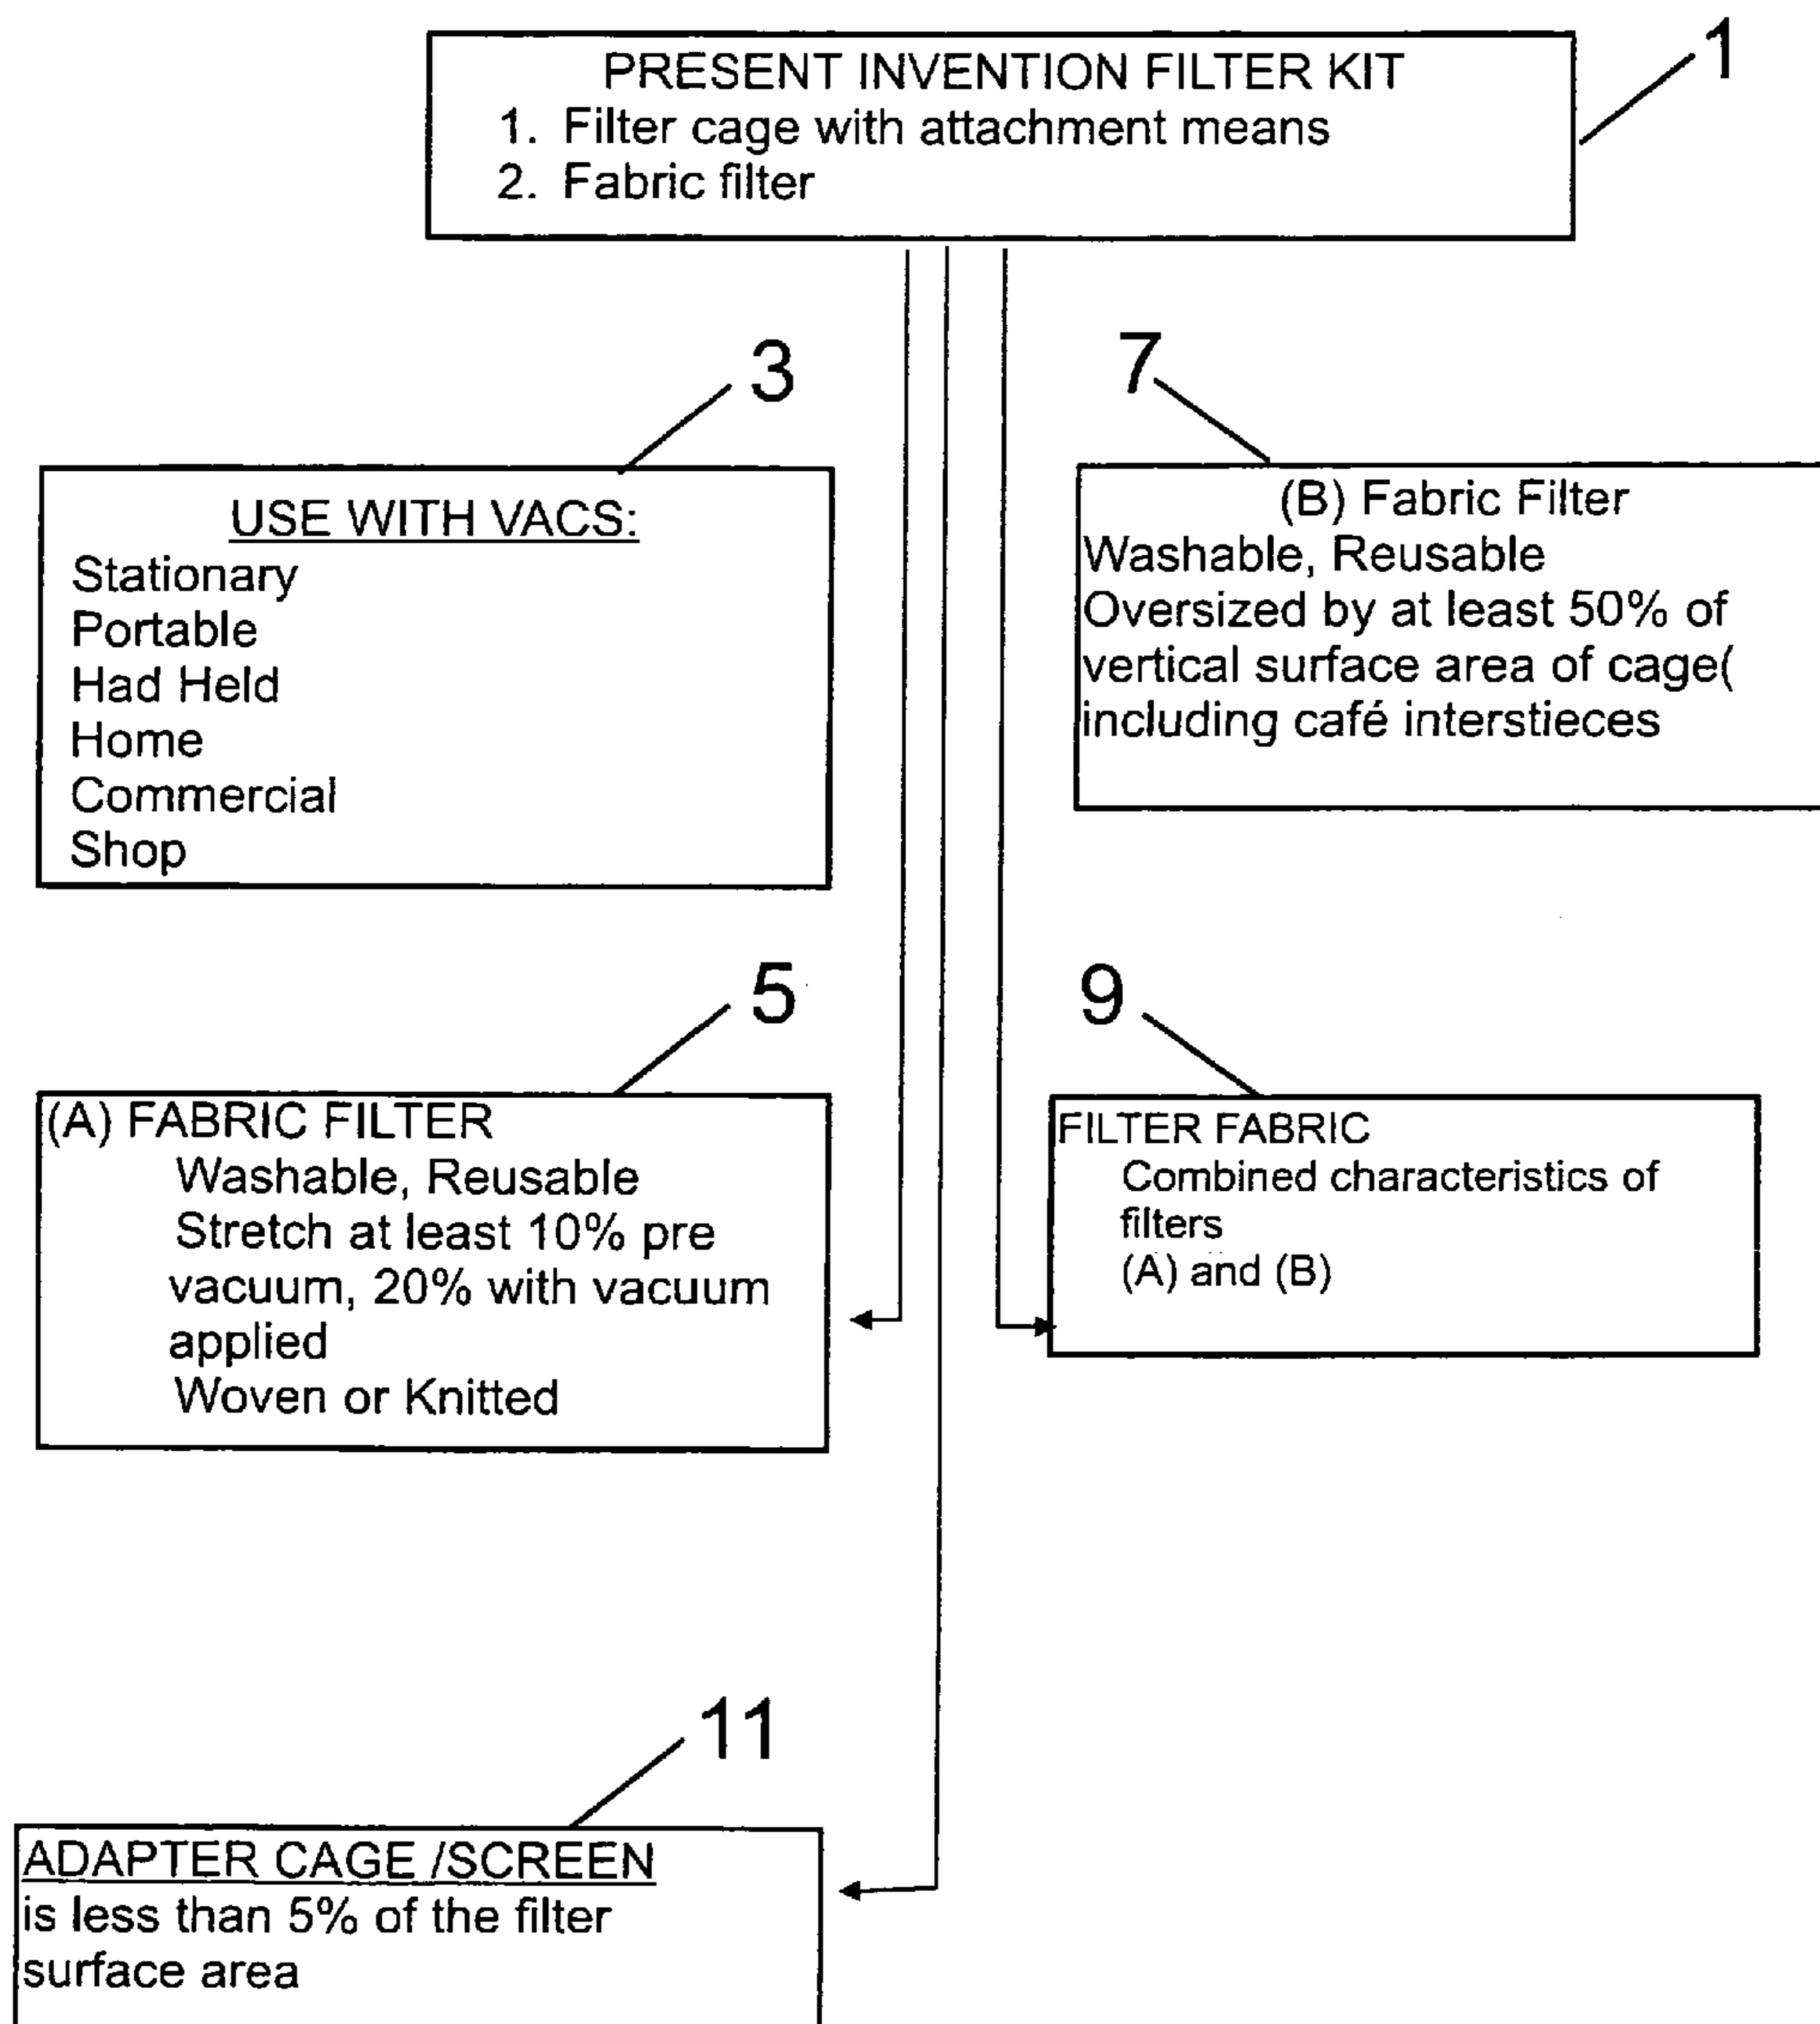 1
PRESENT INVENTION FILTER KIT
1. Filter cage with attachment means
2. Fabric filter
3
USE WITH VACS:
Stationary
Portable
Had Held
Home
Commercial
Shop
7
(B) Fabric Filter
Washable, Reusable
Oversized by at least 50% of
vertical surface area of cage(
including café interstieces
5
(A) FABRIC FILTER
Washable, Reusable
Stretch at least 10% pre
vacuum, 20% with vacuum
applied
Woven or Knitted
9
FILTER FABRIC
Combined characteristics of
filters
(A) and (B)
11
ADAPTER CAGE /SCREEN
is less than 5% of the filter
surface area